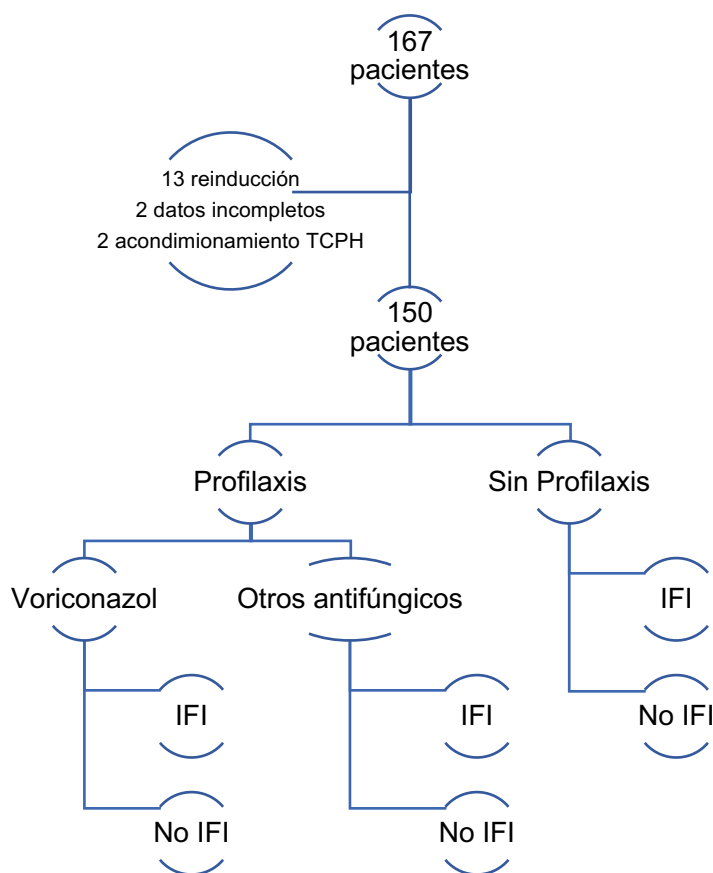 167
pacientes
13 reinducción
2 datos incompletos
2 acondimionamiento TCPH
150
pacientes
Profilaxis
Sin Profilaxis
Voriconazol
Otros antifúngicos
IFI
IFI
IFI
No IFI
No IFI
No IFI